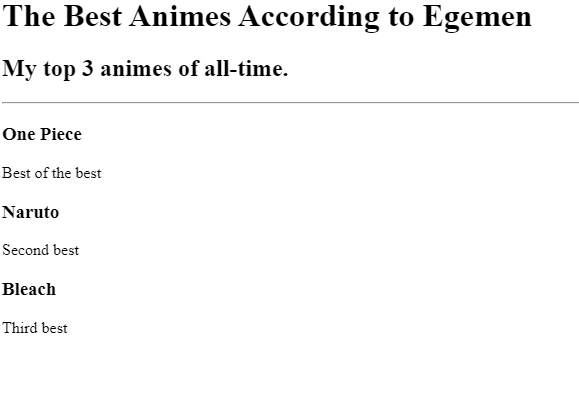 The Best Animes According to Egemen
My top 3 animes of all-time.
One Piece
Best of the best
Naruto
Second best
Bleach
Third best